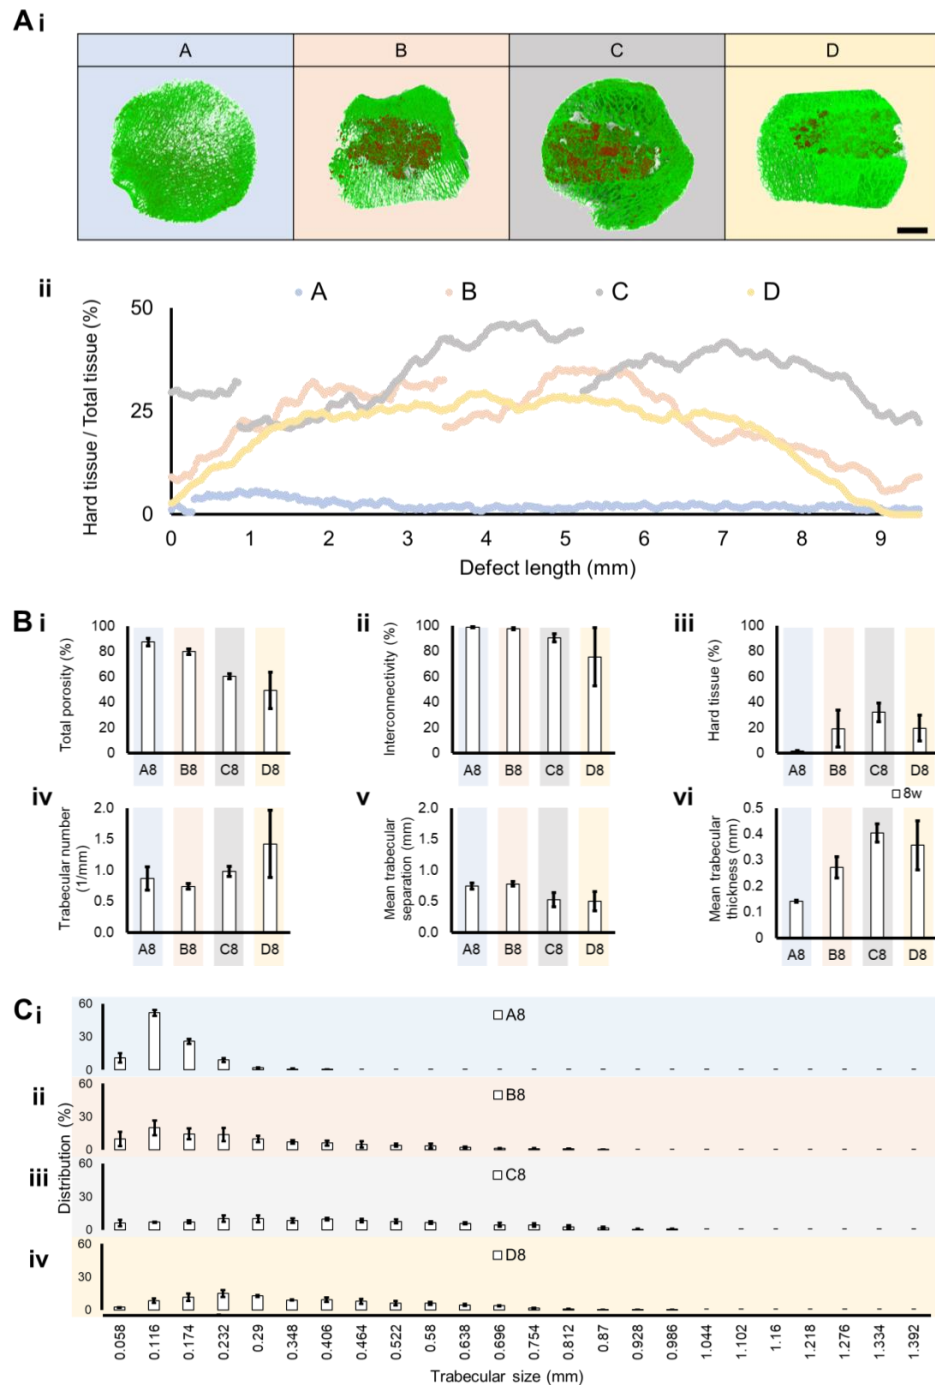 A i
A B C D
ii
A B C D
Hard tissue / Total tissue (%)
50
25
0
0 1 2 3 4 5 6 7 8 9
Defect length (mm)
B i
Total porosity (%)
100
80
60
40
20
0
A8 B8 C8 D8
ii
Interconnectivity (%)
100
80
60
40
20
0
A8 B8 C8 D8
iii
Hard tissue (%)
100
80
60
40
20
0
A8 B8 C8 D8
iv
Trabecular number
(1/mm)
2.0
1.5
1.0
0.5
0.0
A8 B8 C8 D8
v
Mean trabecular
separation (mm)
2.0
1.5
1.0
0.5
0.0
A8 B8 C8 D8
vi
8w
Mean trabecular
thickness (mm)
0.5
0.4
0.3
0.2
0.1
0
A8 B8 C8 D8
C i
60
30
0
A8
ii
60
30
0
B8
Distribution (%)
iii
60
30
0
C8
iv
60
30
0
D8
0.058 0.116 0.174 0.232 0.29 0.348 0.406 0.464 0.522 0.58 0.638 0.696 0.754 0.812 0.87 0.928 0.986 1.044 1.102 1.16 1.218 1.276 1.334 1.392
Trabecular size (mm)